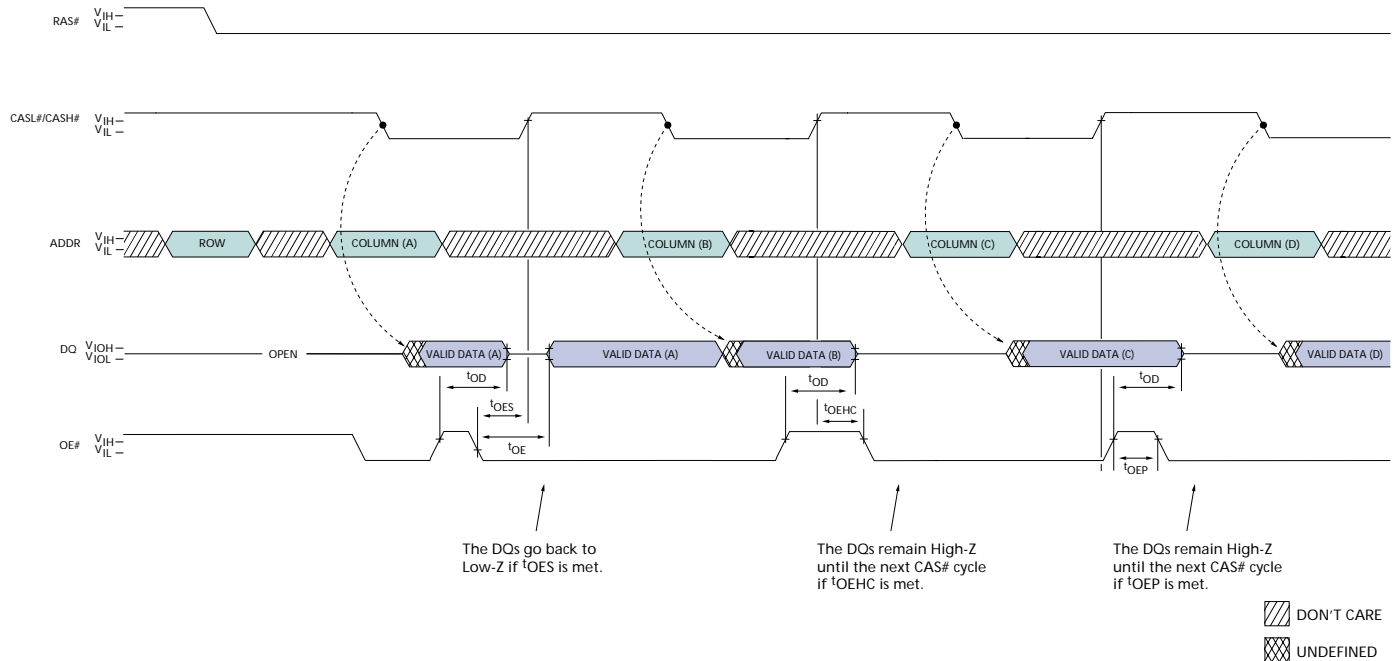 RAS# VIH VIL
CASL#/CASH# VIH VIL
ADDR VIH VIL ROW COLUMN (A) COLUMN (B) COLUMN (C) COLUMN (D)
DQ VIOH VIOL OPEN VALID DATA (A) VALID DATA (A) VALID DATA (B) VALID DATA (C) VALID DATA (D)
tOD tOD tOD
tOES tOEHC
OE# VIH VIL tOE
tOEP
The DQs go back to
Low-Z if tOES is met.
The DQs remain High-Z
until the next CAS# cycle
if tOEHC is met.
The DQs remain High-Z
until the next CAS# cycle
if tOEP is met.
DON'T CARE
UNDEFINED